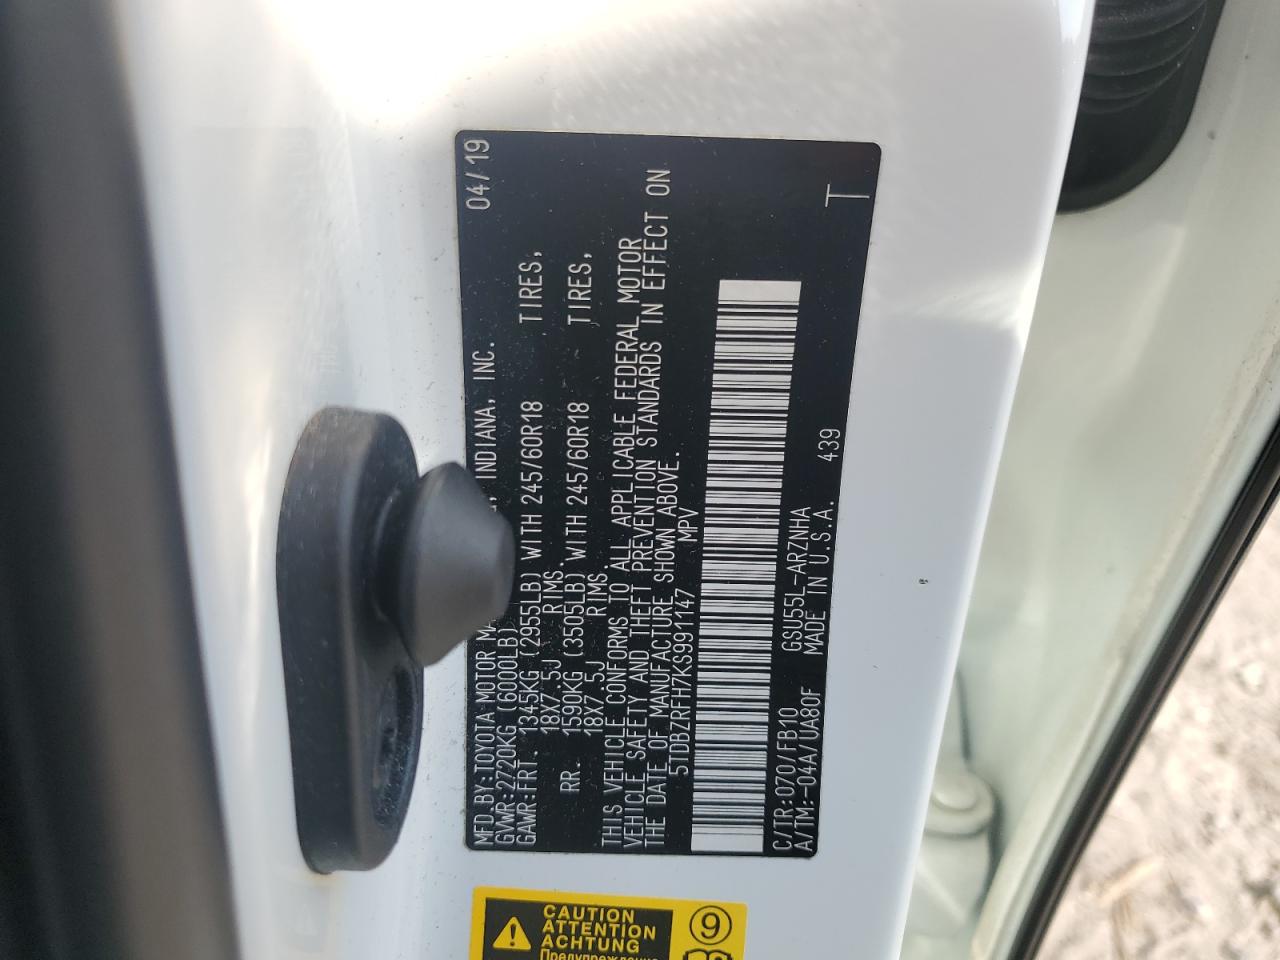 MFD. BY: TOYOTA MOTOR INDIANA, INC. 04/19
GVWR: 2720KG (6000LB)
GAWR: FRT. 1345KG (2955LB) WITH 245/60R18 TIRES,
18X7.5J RIMS,
RR. 1590KG (3505LB) WITH 245/60R18 TIRES,
18X7.5J RIMS.
THIS VEHICLE CONFORMS TO ALL APPLICABLE FEDERAL MOTOR
VEHICLE SAFETY AND THEFT PREVENTION STANDARDS IN EFFECT ON
THE DATE OF MANUFACTURE SHOWN ABOVE.
5TDBZRFH7KS991147 MPV
C/TR: 070/FB10 GSU55L-ARZNHA T
A/TM: -04A/UA80F MADE IN U.S.A. 439
CAUTION
ATTENTION
ACHTUNG
Предупреждение
9